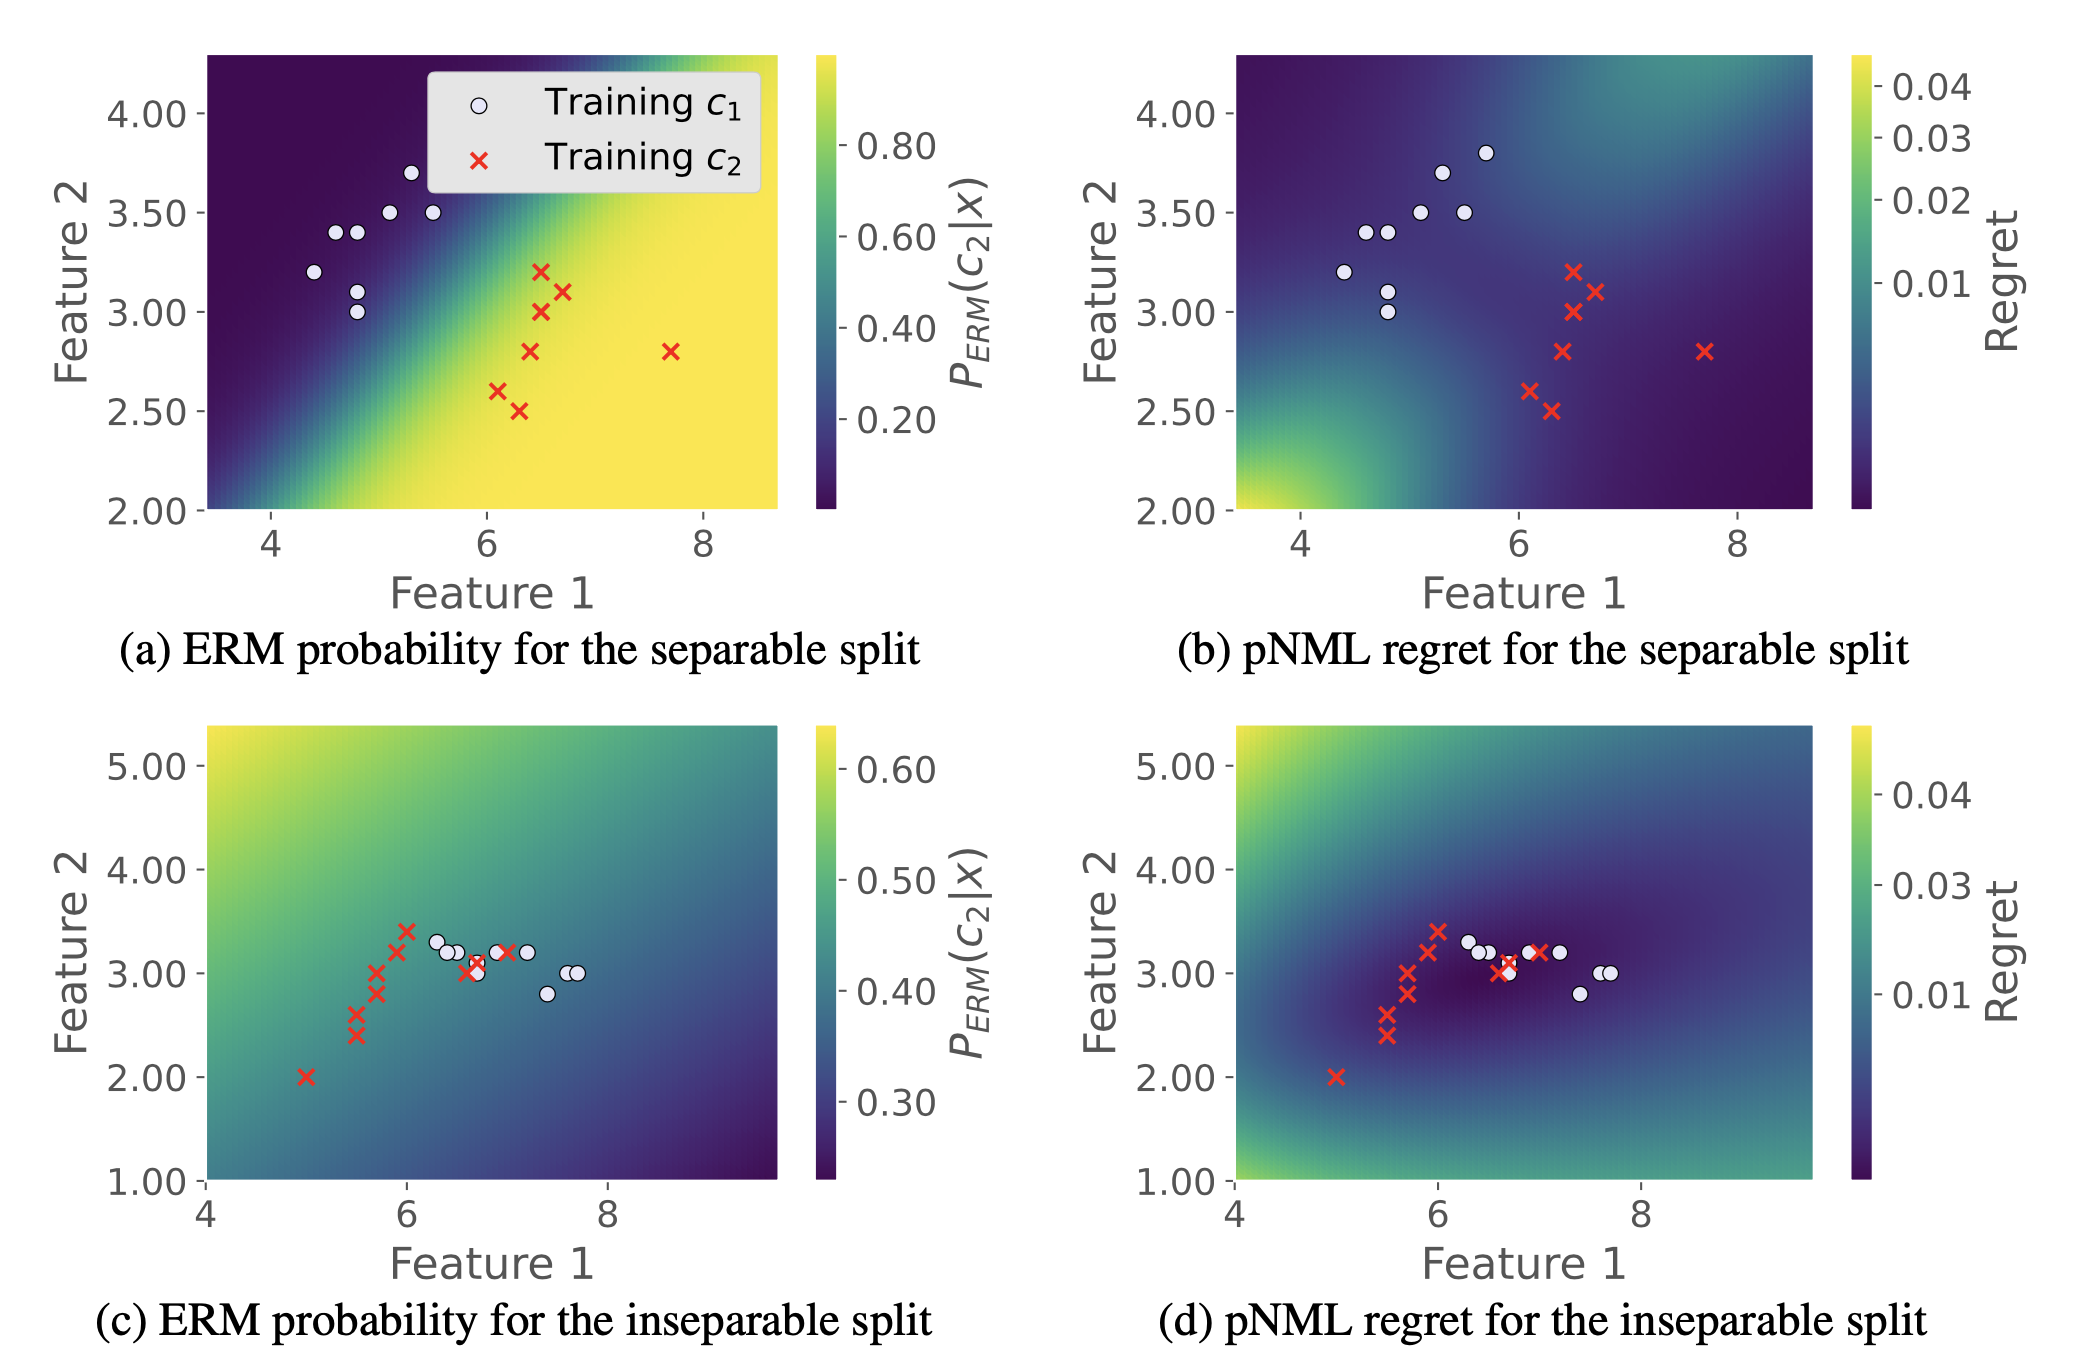 4.00
3.50
3.00
2.50
2.00
Feature 2
4 6 8
Feature 1
Training c₁
Training c₂
0.80
0.60
0.40
0.20
P_ERM(c₂|x)
(a) ERM probability for the separable split
4.00
3.50
3.00
2.50
2.00
Feature 2
4 6 8
Feature 1
0.04
0.03
0.02
0.01
Regret
(b) pNML regret for the separable split
5.00
4.00
3.00
2.00
1.00
Feature 2
4 6 8
Feature 1
0.60
0.50
0.40
0.30
P_ERM(c₂|x)
(c) ERM probability for the inseparable split
5.00
4.00
3.00
2.00
1.00
Feature 2
4 6 8
Feature 1
0.04
0.03
0.01
Regret
(d) pNML regret for the inseparable split